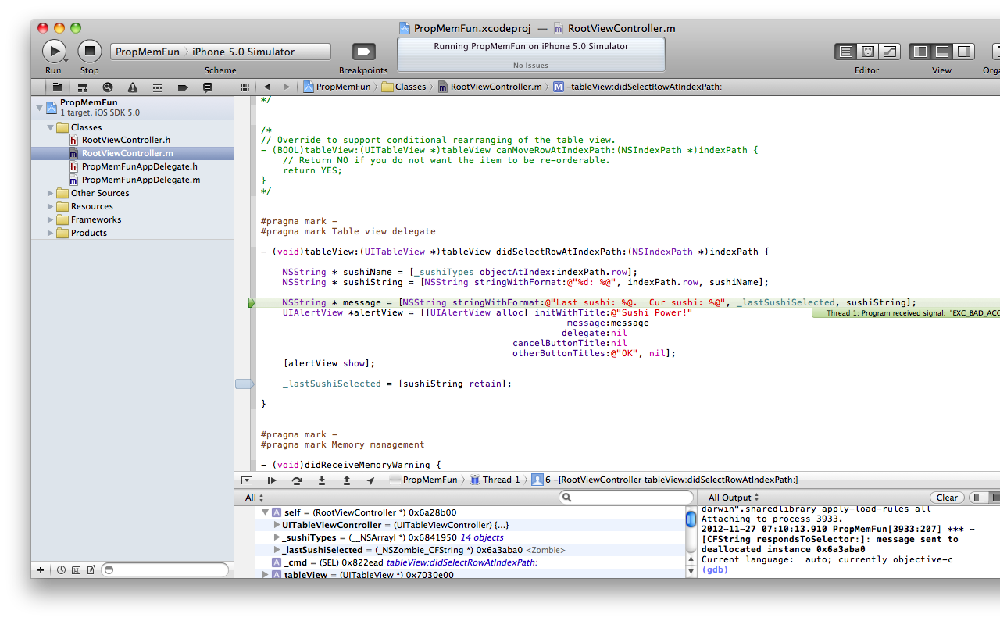 PropMemFun.xcodeproj — RootViewController.m
PropMemFun 〉 iPhone 5.0 Simulator
Running PropMemFun on iPhone 5.0 Simulator
No Issues
Run Stop Scheme Breakpoints Editor View Orga
PropMemFun 〉 Classes 〉 RootViewController.m 〉 M -tableView:didSelectRowAtIndexPath:
PropMemFun
1 target, iOS SDK 5.0
Classes
h RootViewController.h
m RootViewController.m
h PropMemFunAppDelegate.h
m PropMemFunAppDelegate.m
Other Sources
Resources
Frameworks
Products
*/
/*
// Override to support conditional rearranging of the table view.
- (BOOL)tableView:(UITableView *)tableView canMoveRowAtIndexPath:(NSIndexPath *)indexPath {
// Return NO if you do not want the item to be re-orderable.
return YES;
}
*/
#pragma mark -
#pragma mark Table view delegate
- (void)tableView:(UITableView *)tableView didSelectRowAtIndexPath:(NSIndexPath *)indexPath {
NSString * sushiName = [_sushiTypes objectAtIndex:indexPath.row];
NSString * sushiString = [NSString stringWithFormat:@"%d: %@", indexPath.row, sushiName];
NSString * message = [NSString stringWithFormat:@"Last sushi: %@.  Cur sushi: %@", _lastSushiSelected, sushiString];
UIAlertView *alertView = [[UIAlertView alloc] initWithTitle:@"Sushi Power!"
Thread 1: Program received signal: "EXC_BAD_ACC
message:message
delegate:nil
cancelButtonTitle:nil
otherButtonTitles:@"OK", nil];
[alertView show];
_lastSushiSelected = [sushiString retain];
}
#pragma mark -
#pragma mark Memory management
- (void)didReceiveMemoryWarning {
PropMemFun 〉 Thread 1 〉 6 -[RootViewController tableView:didSelectRowAtIndexPath:]
All
All Output
Clear
A self = (RootViewController *) 0x6a28b00
UITableViewController = (UITableViewController) {...}
_sushiTypes = (__NSArrayI *) 0x6841950 14 objects
_lastSushiSelected = (_NSZombie_CFString *) 0x6a3aba0 <Zombie>
A _cmd = (SEL) 0x822ead tableView:didSelectRowAtIndexPath:
A tableView = (UITableView *) 0x7030e00
darwin".sharedlibrary apply-load-rules all
Attaching to process 3933.
2012-11-27 07:10:13.910 PropMemFun[3933:207] *** -
[CFString respondsToSelector:]: message sent to
deallocated instance 0x6a3aba0
Current language:  auto; currently objective-c
(gdb)